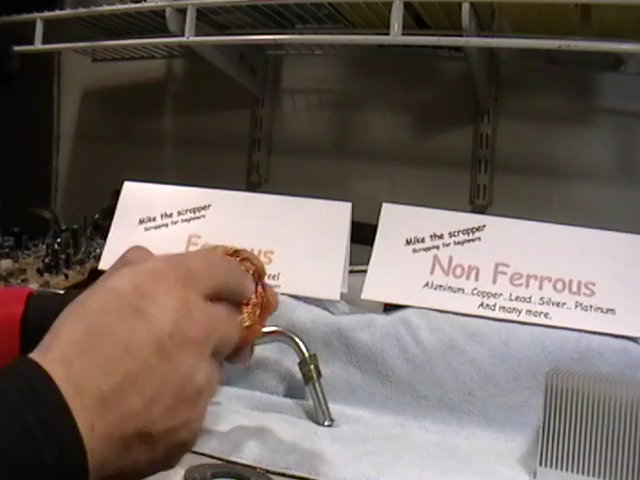 Mike the scrapper
Scrapping for beginners
Ferrous
Mike the scrapper
Scrapping for beginners
Non Ferrous
Aluminum...Copper...Lead...Silver... Platinum
And many more.